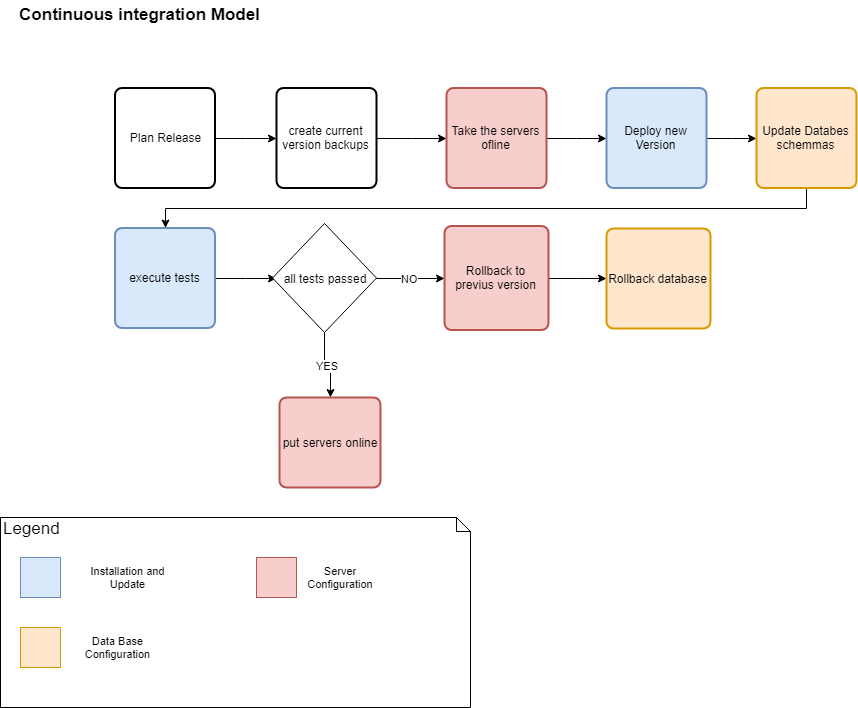 Continuous integration Model
Plan Release
create current
version backups
Take the servers
ofline
Deploy new
Version
Update Databes
schemmas
execute tests
all tests passed
NO
Rollback to
previus version
Rollback database
YES
put servers online
Legend
Installation and
Update
Server
Configuration
Data Base
Configuration